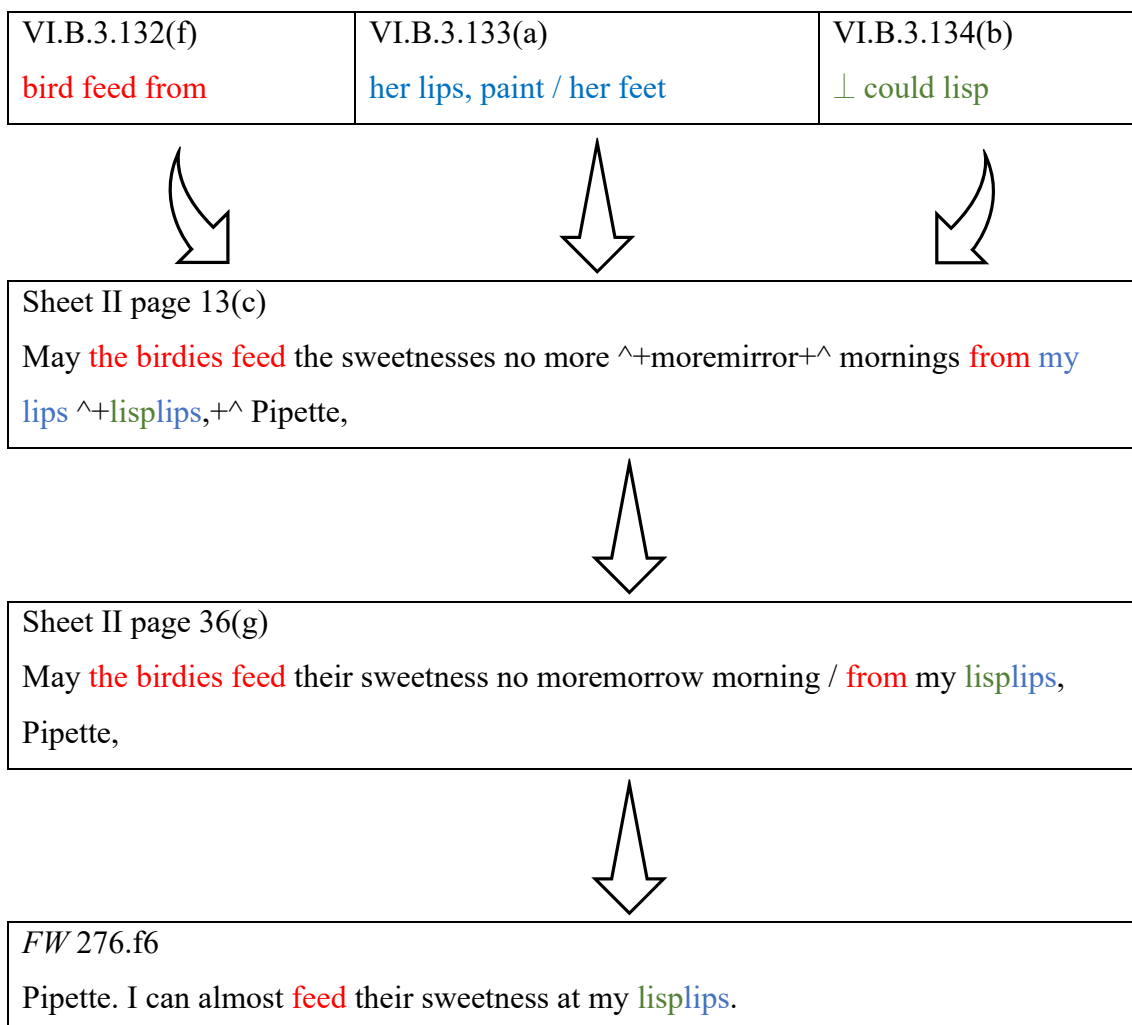 VI.B.3.132(f)
bird feed from
VI.B.3.133(a)
her lips, paint / her feet
VI.B.3.134(b)
⊥ could lisp
Sheet II page 13(c)
May the birdies feed the sweetnesses no more ^+moremirror+^ mornings from my
lips ^+lisplips,+^ Pipette,
Sheet II page 36(g)
May the birdies feed their sweetness no moremorrow morning / from my lisplips,
Pipette,
FW 276.f6
Pipette. I can almost feed their sweetness at my lisplips.